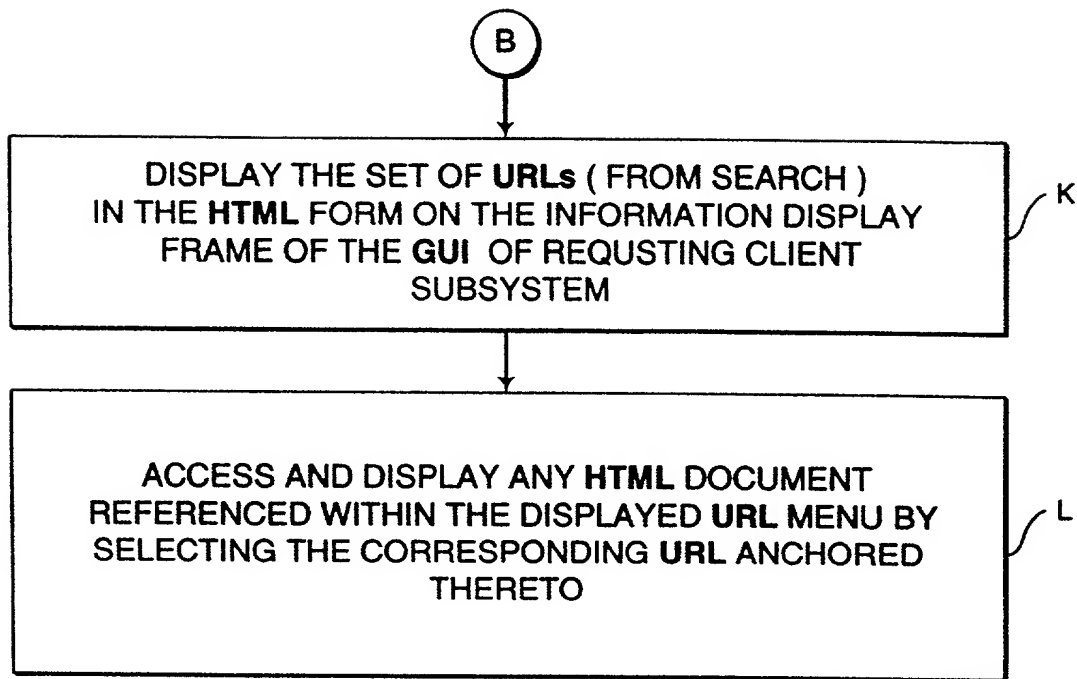 B
DISPLAY THE SET OF URLs ( FROM SEARCH )
IN THE HTML FORM ON THE INFORMATION DISPLAY
FRAME OF THE GUI OF REQUSTING CLIENT
SUBSYSTEM
K
ACCESS AND DISPLAY ANY HTML DOCUMENT
REFERENCED WITHIN THE DISPLAYED URL MENU BY
SELECTING THE CORRESPONDING URL ANCHORED
THERETO
L